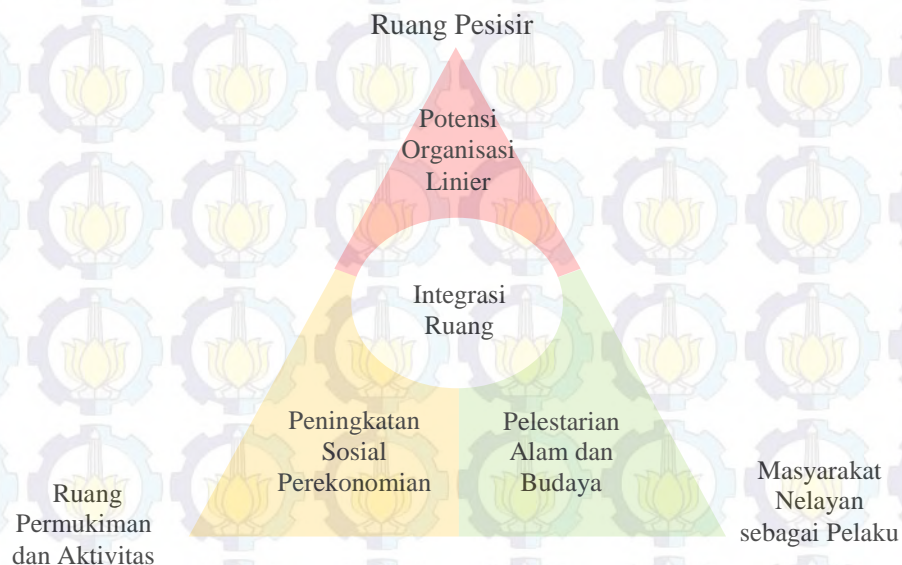 Ruang Pesisir
Potensi
Organisasi
Linier
Integrasi
Ruang
Peningkatan
Sosial
Perekonomian
Pelestarian
Alam dan
Budaya
Ruang
Permukiman
dan Aktivitas
Masyarakat
Nelayan
sebagai Pelaku